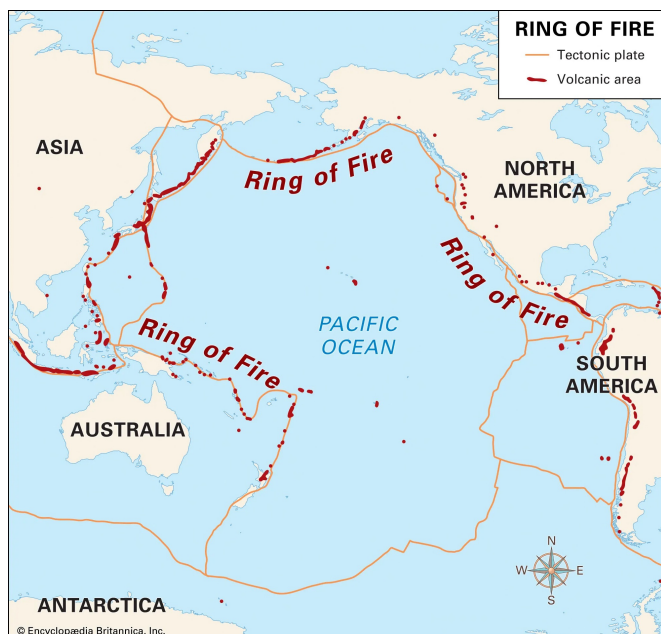 RING OF FIRE
Tectonic plate
Volcanic area
ASIA
Ring of Fire
NORTH
AMERICA
Ring of Fire
PACIFIC
OCEAN
Ring of Fire
SOUTH
AMERICA
AUSTRALIA
N
W
E
S
ANTARCTICA
© Encyclopædia Britannica, Inc.